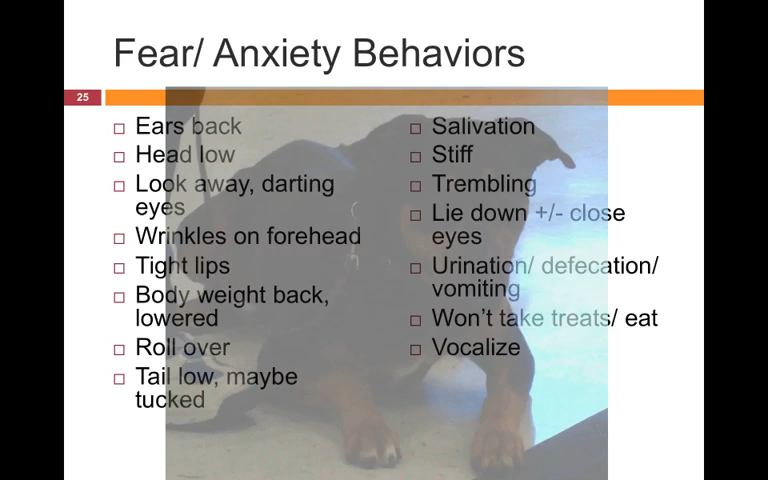 Fear/ Anxiety Behaviors
25
Ears back
Head low
Look away, darting
eyes
Wrinkles on forehead
Tight lips
Body weight back,
lowered
Roll over
Tail low, maybe
tucked
Salivation
Stiff
Trembling
Lie down +/- close
eyes
Urination/ defecation/
vomiting
Won’t take treats/ eat
Vocalize